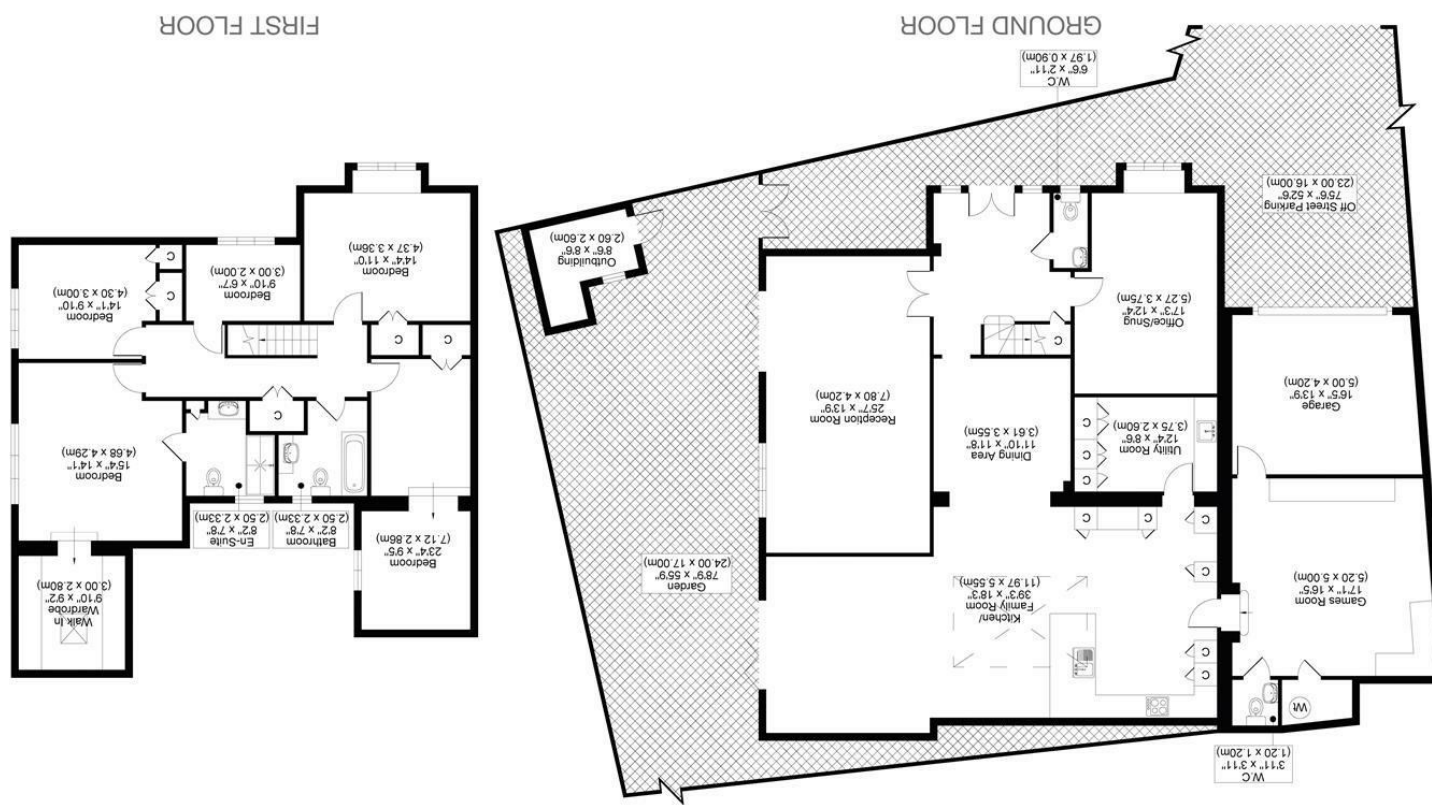 W.C
3'11" x 3'11"
(1.20 x 1.20m)
Wt
Games Room
17'1" x 16'5"
(5.20 x 5.00m)
Kitchen/
Family Room
39'3" x 18'3"
(11.97 x 5.55m)
C
C
C
C
C
C
Garden
78'9" x 55'9"
(24.00 x 17.00m)
Garage
16'5" x 13'9"
(5.00 x 4.20m)
Utility Room
12'4" x 8'6"
(3.75 x 2.60m)
C
C
C
Dining Area
11'10" x 11'8"
(3.61 x 3.55m)
Reception Room
25'7" x 13'9"
(7.80 x 4.20m)
Office/Snug
17'3" x 12'4"
(5.27 x 3.75m)
C
Outbuilding
8'6" x 8'6"
(2.60 x 2.60m)
Off Street Parking
75'6" x 52'6"
(23.00 x 16.00m)
W.C
6'6" x 2'11"
(1.97 x 0.90m)
GROUND FLOOR
Walk In
Wardrobe
9'10" x 9'2"
(3.00 x 2.80m)
Bedroom
23'4" x 9'5"
(7.12 x 2.86m)
Bathroom
8'2" x 7'8"
(2.50 x 2.33m)
En-Suite
8'2" x 7'8"
(2.50 x 2.33m)
Bedroom
15'4" x 14'1"
(4.68 x 4.29m)
C
C
C
Bedroom
14'4" x 11'0"
(4.37 x 3.36m)
Bedroom
9'10" x 6'7"
(3.00 x 2.00m)
Bedroom
14'1" x 9'10"
(4.30 x 3.00m)
C
C
FIRST FLOOR